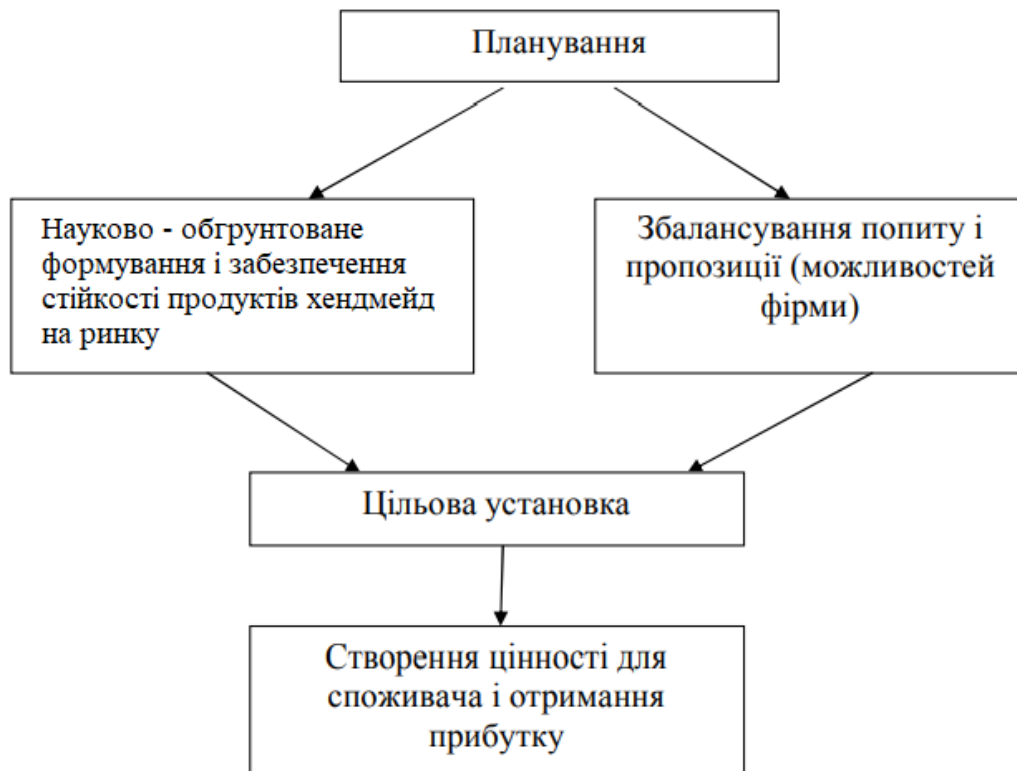 Планування
Науково - обгрунтоване
формування і забезпечення
стійкості продуктів хендмейд
на ринку
Збалансування попиту і
пропозиції (можливостей
фірми)
Цільова установка
Створення цінності для
споживача і отримання
прибутку